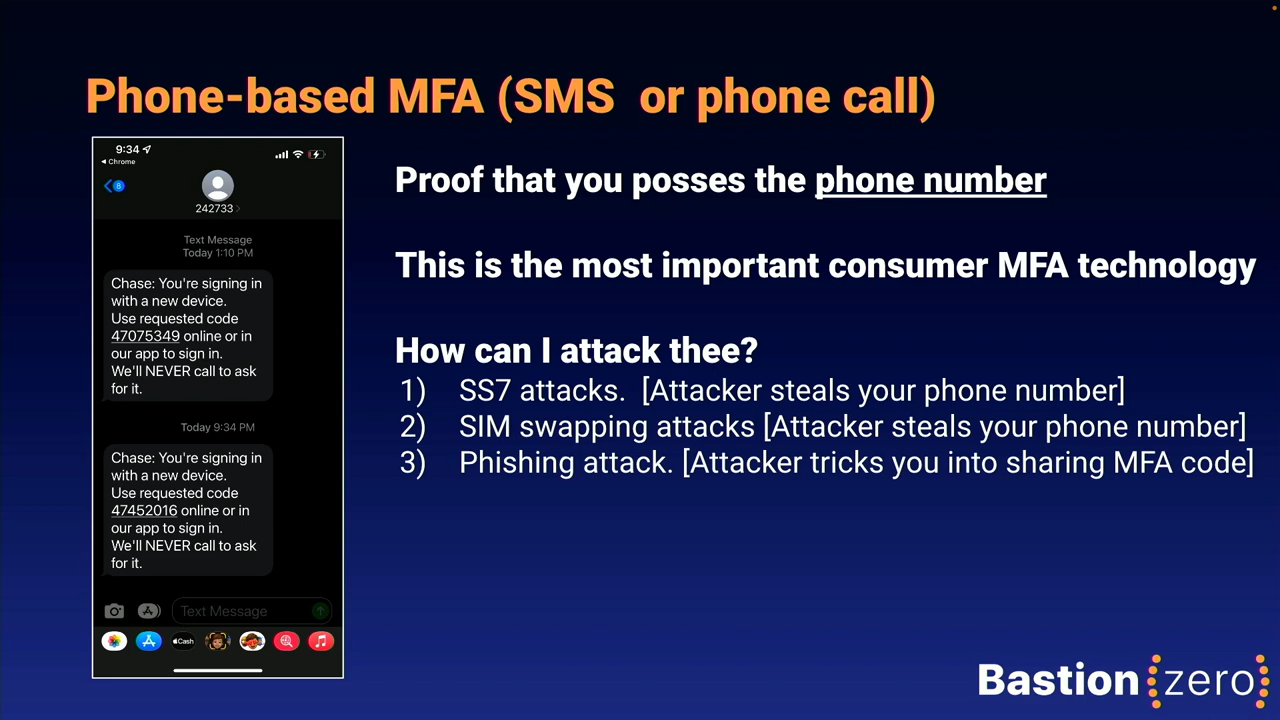 Phone-based MFA (SMS or phone call)
9:34
Chrome
8
242733
Text Message
Today 1:10 PM
Chase: You're signing in
with a new device.
Use requested code
47075349 online or in
our app to sign in.
We'll NEVER call to ask
for it.
Today 9:34 PM
Chase: You're signing in
with a new device.
Use requested code
47452016 online or in
our app to sign in.
We'll NEVER call to ask
for it.
Text Message
Cash
Proof that you posses the phone number
This is the most important consumer MFA technology
How can I attack thee?
1) SS7 attacks. [Attacker steals your phone number]
2) SIM swapping attacks [Attacker steals your phone number]
3) Phishing attack. [Attacker tricks you into sharing MFA code]
Bastion zero